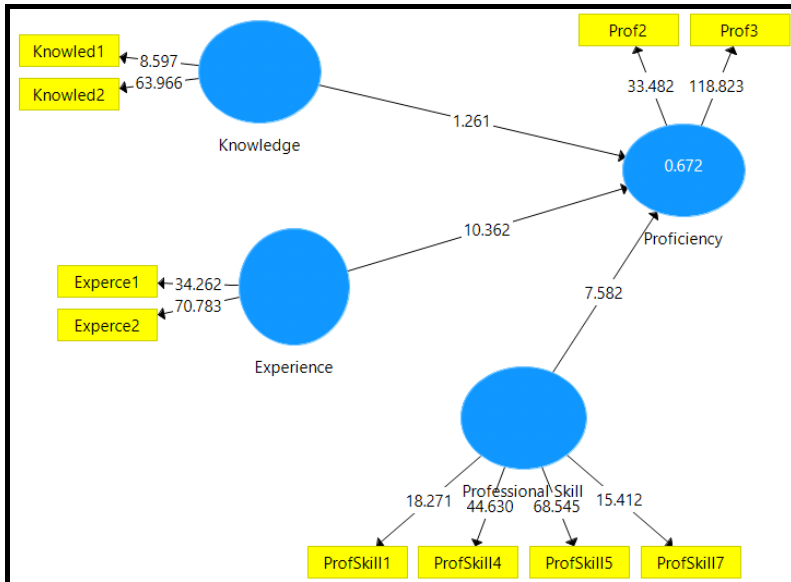 Prof2
Prof3
Knowled1
8.597
Knowled2
63.966
33.482
118.823
Knowledge
1.261
0.672
Proficiency
10.362
Experce1
34.262
Experce2
70.783
7.582
Experience
Professional Skill
18.271
44.630
68.545
15.412
ProfSkill1
ProfSkill4
ProfSkill5
ProfSkill7